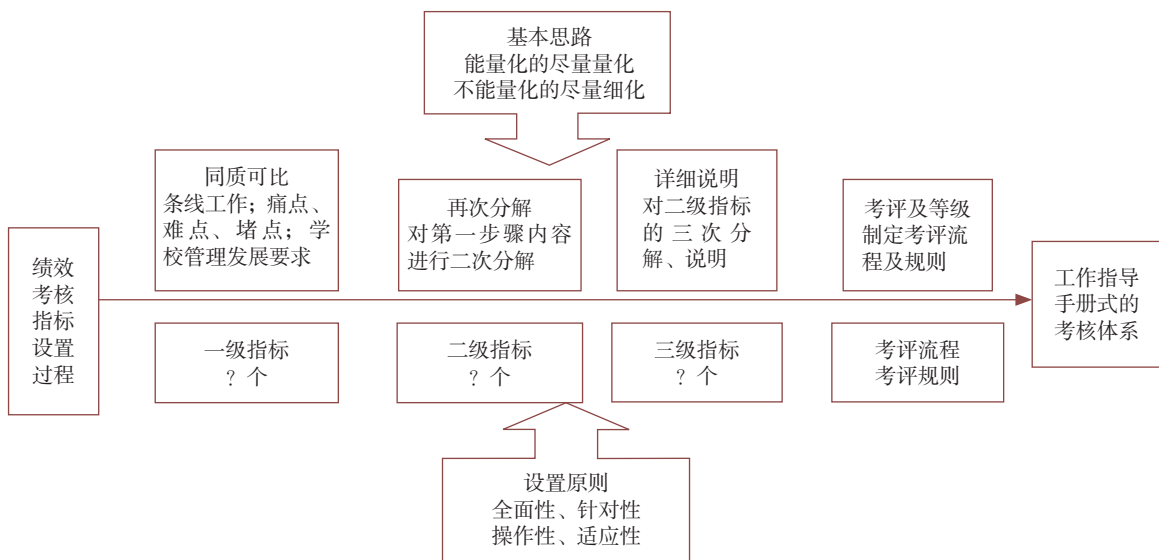 基本思路
能量化的尽量量化
不能量化的尽量细化
同质可比
条线工作；痛点、
难点、堵点；学
校管理发展要求
再次分解
对第一步骤内容
进行二次分解
详细说明
对二级指标
的三次分
解、说明
考评及等级
制定考评流
程及规则
绩效
考核
指标
设置
过程
工作指导
手册式的
考核体系
一级指标
？个
二级指标
？个
三级指标
？个
考评流程
考评规则
设置原则
全面性、针对性
操作性、适应性